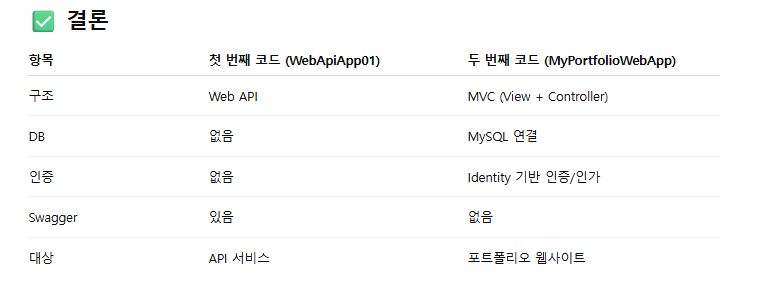 ✅ 결론
항목 첫 번째 코드 (WebApiApp01) 두 번째 코드 (MyPortfolioWebApp)
구조 Web API MVC (View + Controller)
DB 없음 MySQL 연결
인증 없음 Identity 기반 인증/인가
Swagger 있음 없음
대상 API 서비스 포트폴리오 웹사이트